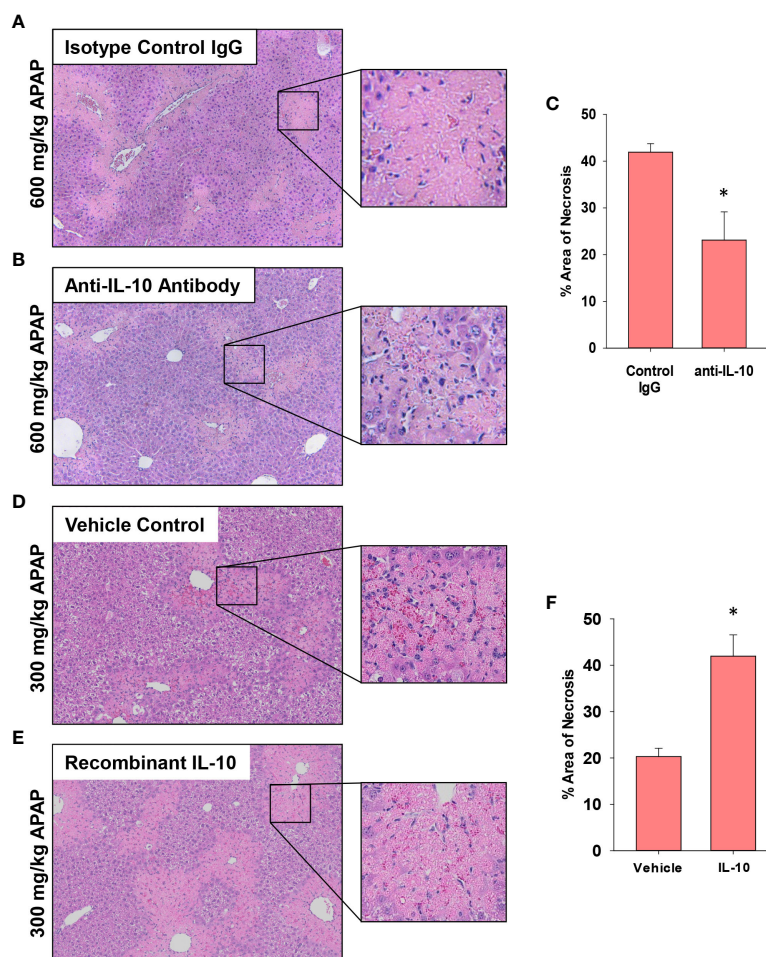 A
Isotype Control IgG
600 mg/kg APAP
B
Anti-IL-10 Antibody
600 mg/kg APAP
C
% Area of Necrosis
50
40
30
20
10
0
Control
IgG
anti-IL-10
*
D
Vehicle Control
300 mg/kg APAP
E
Recombinant IL-10
300 mg/kg APAP
F
% Area of Necrosis
50
40
30
20
10
0
Vehicle
IL-10
*